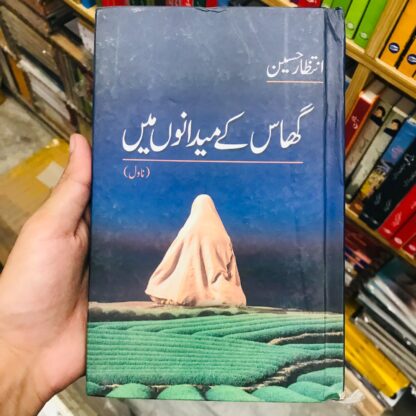 انتظار حسین
گھاس کے میدانوں میں
(ناول)